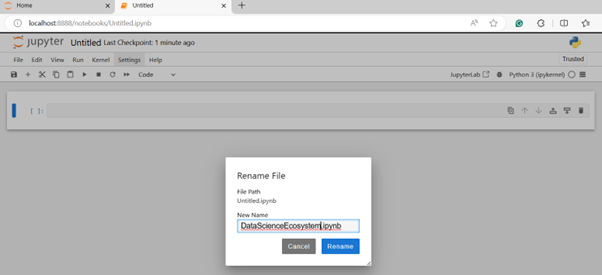 Home
Untitled
localhost:8888/notebooks/Untitled.ipynb
jupyter Untitled Last Checkpoint: 1 minute ago
File Edit View Run Kernel Settings Help Trusted
Code JupyterLab Python 3 (ipykernel)
[ ]:
Rename File
File Path
Untitled.ipynb
New Name
DataScienceEcosystem.ipynb
Cancel Rename